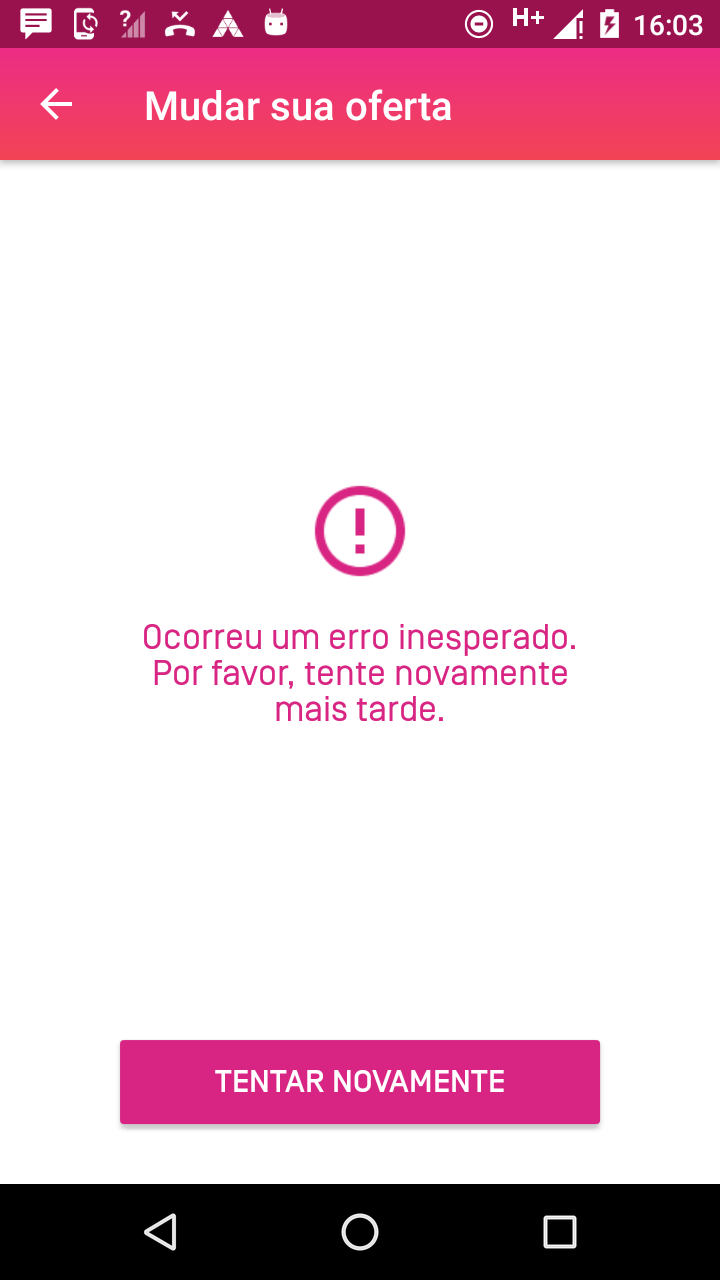 H+ 16:03
Mudar sua oferta
Ocorreu um erro inesperado.
Por favor, tente novamente
mais tarde.
TENTAR NOVAMENTE